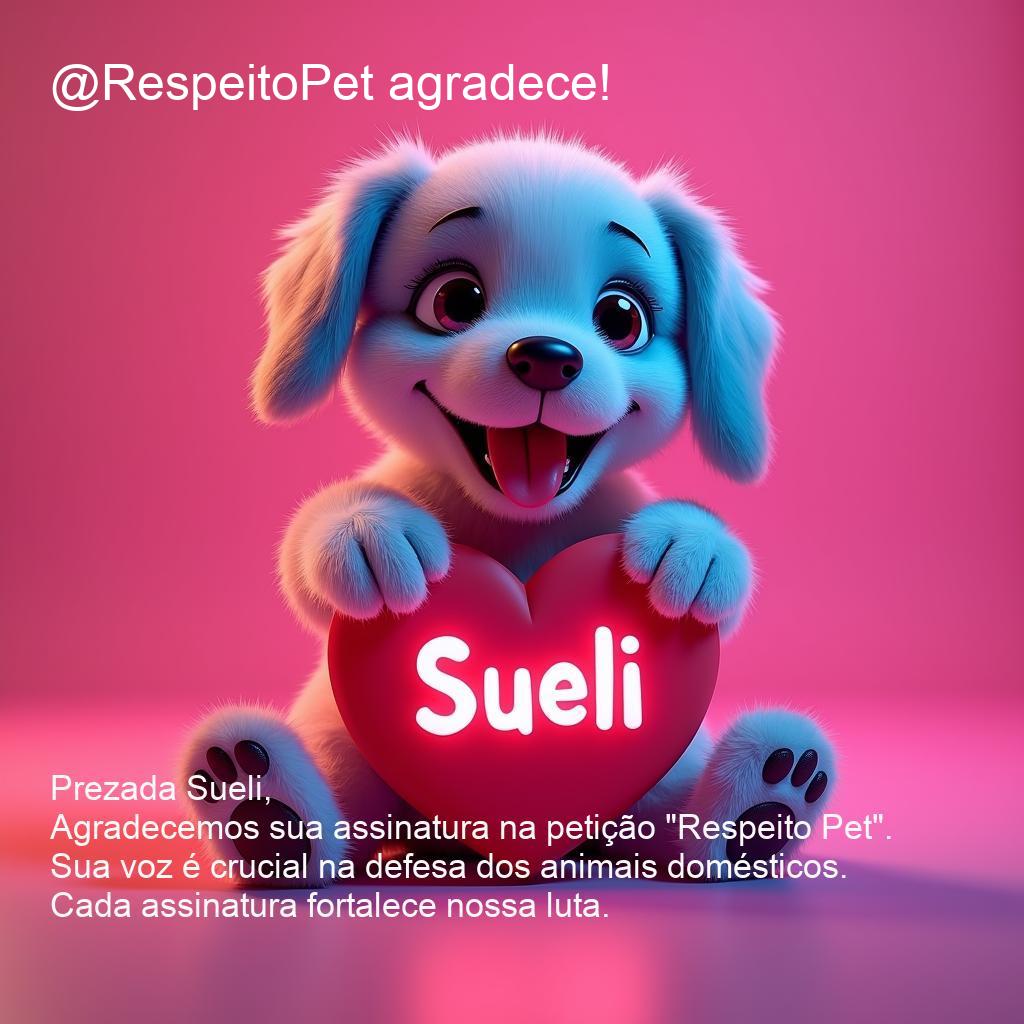 @RespeitoPet agradece!
Sueli
Prezada Sueli,
Agradecemos sua assinatura na petição "Respeito Pet".
Sua voz é crucial na defesa dos animais domésticos.
Cada assinatura fortalece nossa luta.